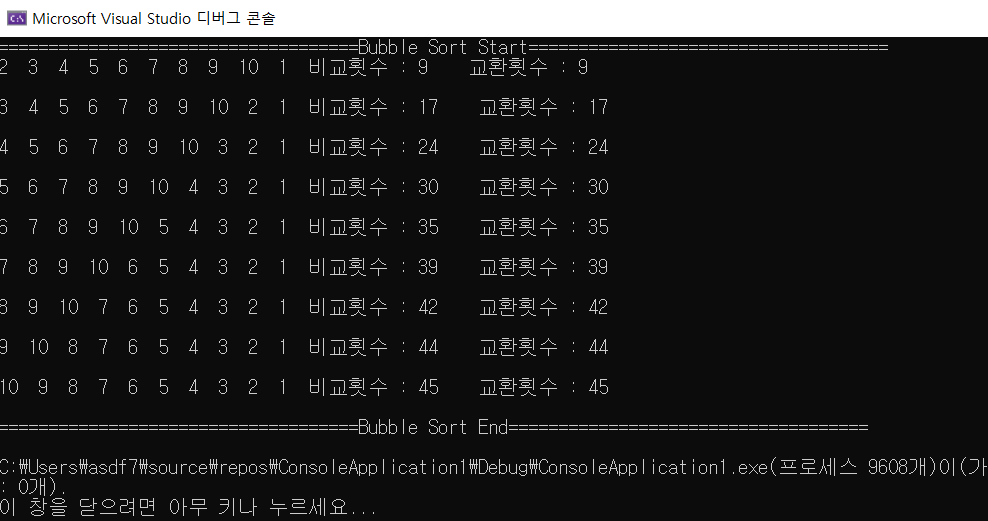 Microsoft Visual Studio 디버그 콘솔
====================================Bubble Sort Start====================================
2 3 4 5 6 7 8 9 10 1 비교횟수 : 9 교환횟수 : 9
3 4 5 6 7 8 9 10 2 1 비교횟수 : 17 교환횟수 : 17
4 5 6 7 8 9 10 3 2 1 비교횟수 : 24 교환횟수 : 24
5 6 7 8 9 10 4 3 2 1 비교횟수 : 30 교환횟수 : 30
6 7 8 9 10 5 4 3 2 1 비교횟수 : 35 교환횟수 : 35
7 8 9 10 6 5 4 3 2 1 비교횟수 : 39 교환횟수 : 39
8 9 10 7 6 5 4 3 2 1 비교횟수 : 42 교환횟수 : 42
9 10 8 7 6 5 4 3 2 1 비교횟수 : 44 교환횟수 : 44
10 9 8 7 6 5 4 3 2 1 비교횟수 : 45 교환횟수 : 45
====================================Bubble Sort End====================================
C:₩Users₩asdf7₩source₩repos₩ConsoleApplication1₩Debug₩ConsoleApplication1.exe(프로세스 9608개)이(가
: 0개).
이 창을 닫으려면 아무 키나 누르세요...